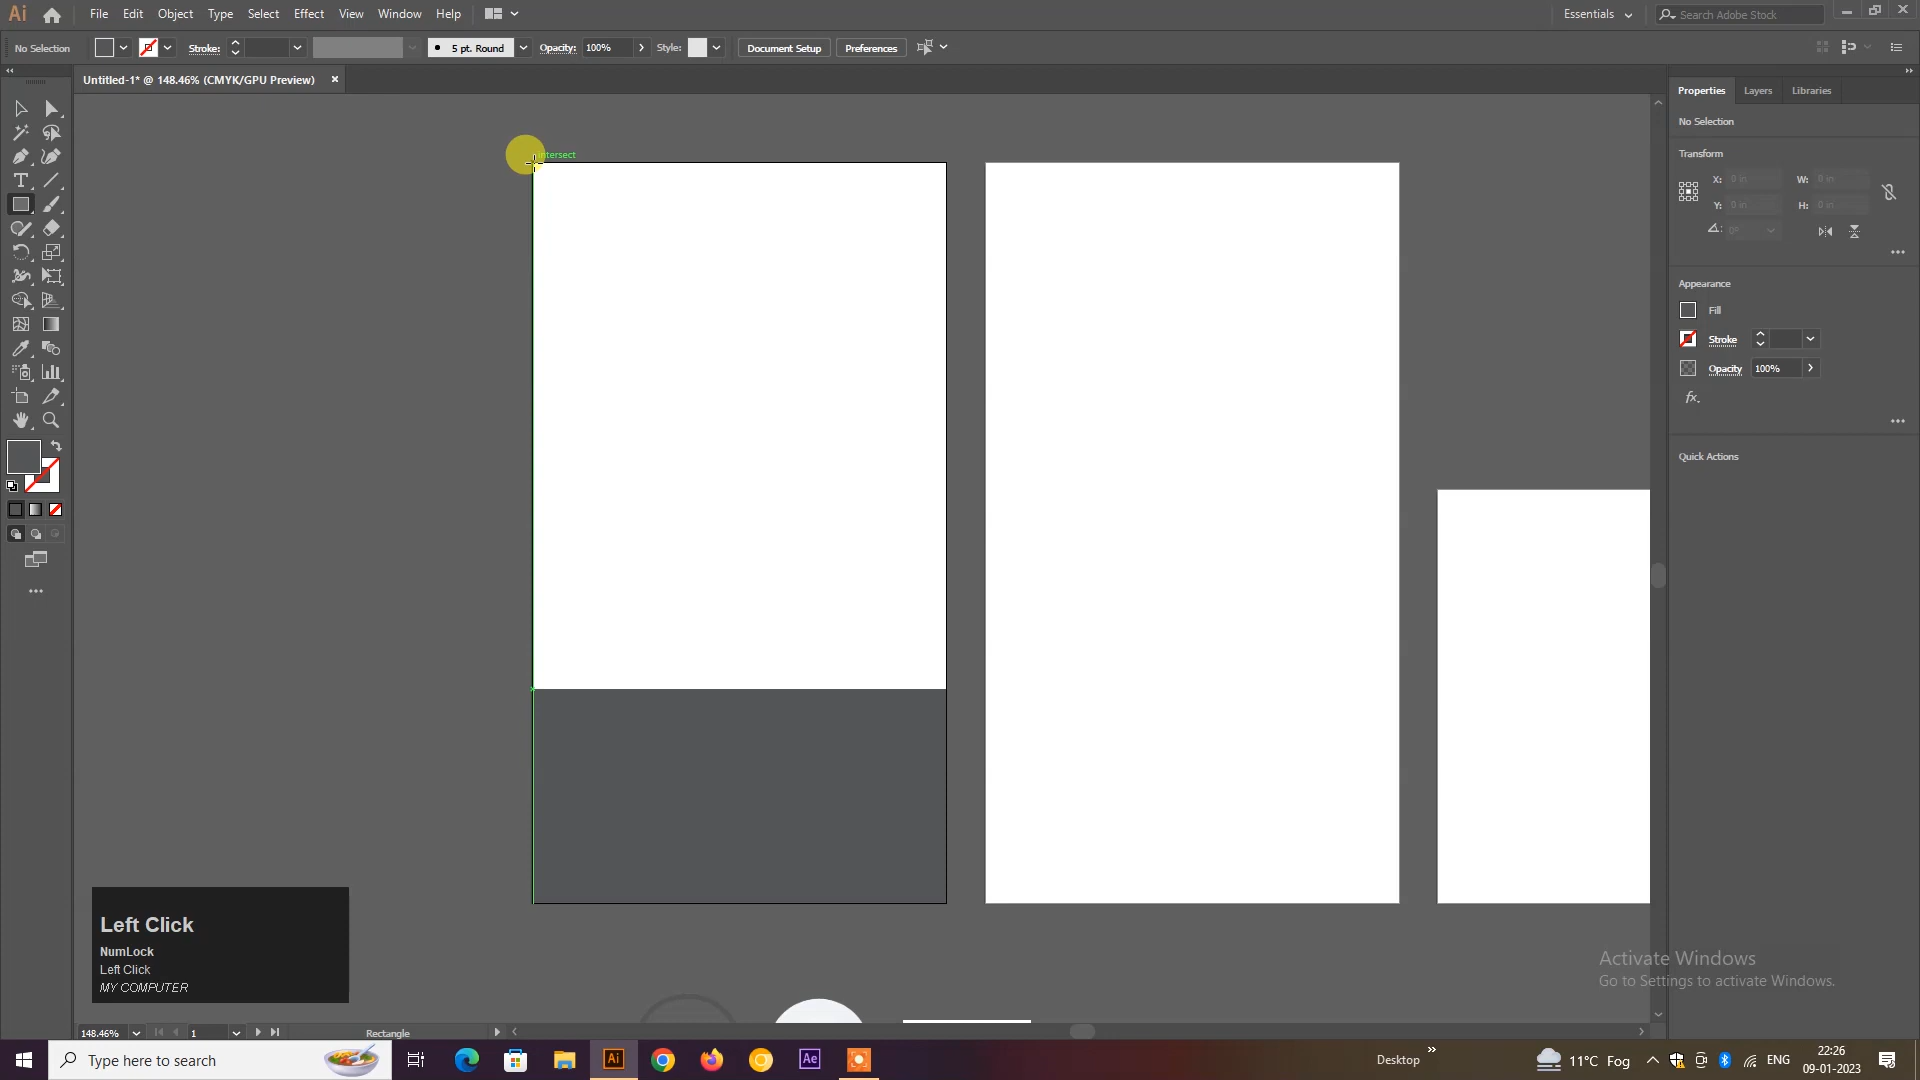 Ai File Edit Object Type Select Effect View Window Help Essentials Search Adobe Stock
No Selection Stroke: 5 pt. Round Opacity: 100% Style: Document Setup Preferences
Untitled-1* @ 148.46% (CMYK/GPU Preview) ×
Properties Layers Libraries
No Selection
Transform
X: 0 in W: 0 in
Y: 0 in H: 0 in
0°
Appearance
Fill
Stroke
Opacity 100%
fx.
Quick Actions
intersect
Left Click
NumLock
Left Click
MY COMPUTER
Activate Windows
Go to Settings to activate Windows.
148.46% 1 Rectangle
Type here to search Ai Ae Desktop 11°C Fog ENG 22:26
09-01-2023